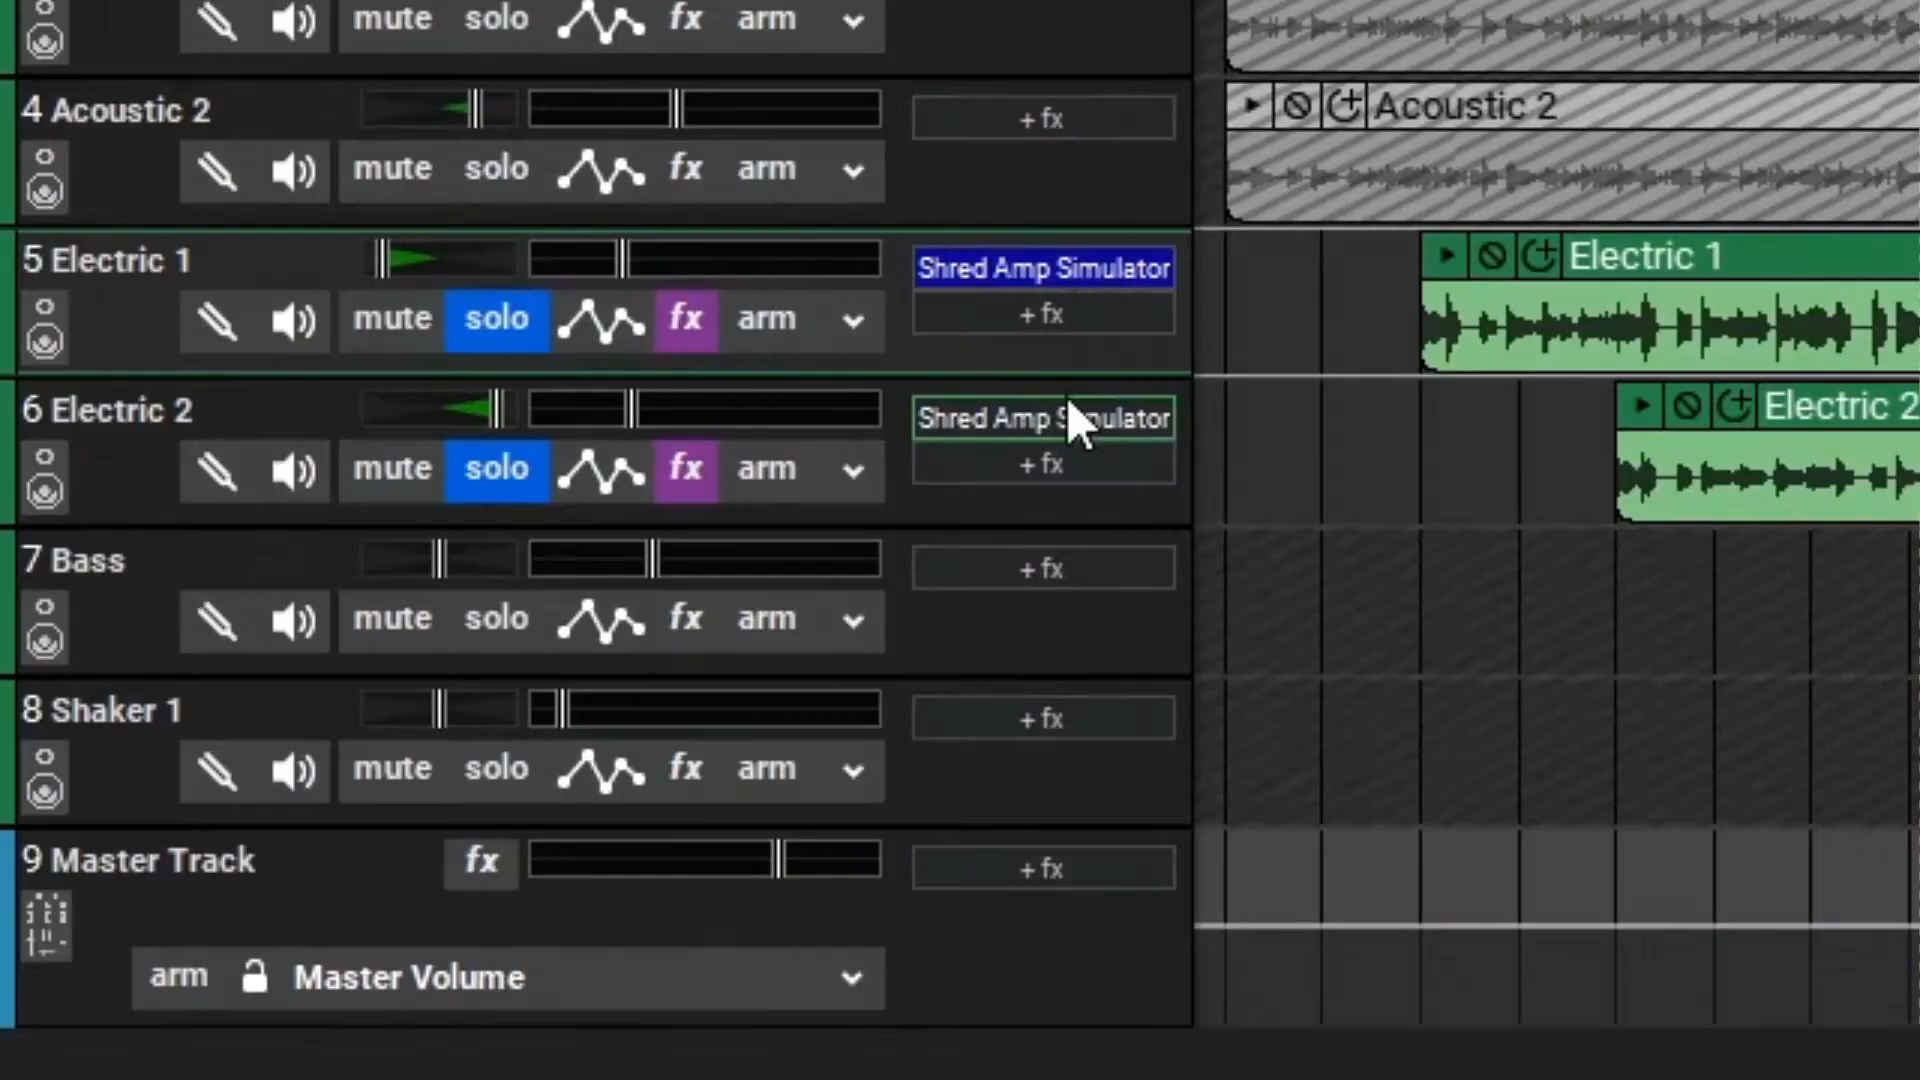 mute solo fx arm
4 Acoustic 2
+ fx
Acoustic 2
mute solo fx arm
5 Electric 1
Shred Amp Simulator
Electric 1
mute solo fx arm
+ fx
6 Electric 2
Shred Amp Simulator
Electric 2
mute solo fx arm
+ fx
7 Bass
+ fx
mute solo fx arm
8 Shaker 1
+ fx
mute solo fx arm
9 Master Track
fx
+ fx
arm Master Volume